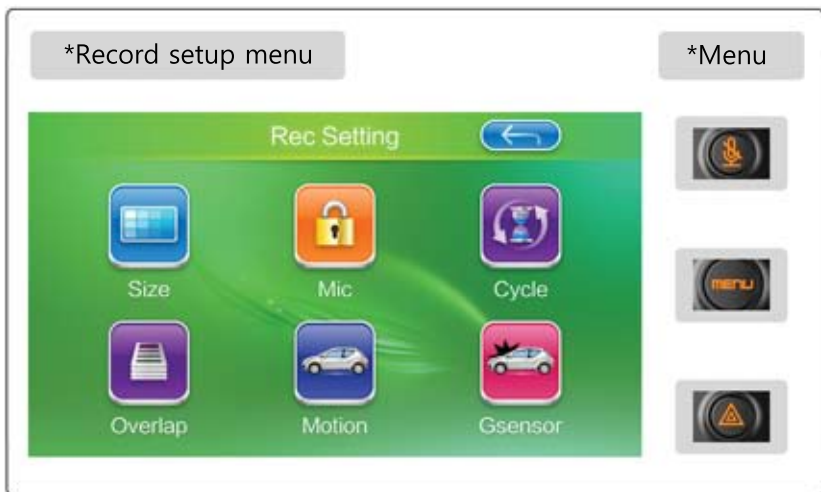 *Record setup menu
*Menu
Rec Setting
Size
Mic
Cycle
MENU
Overlap
Motion
Gsensor